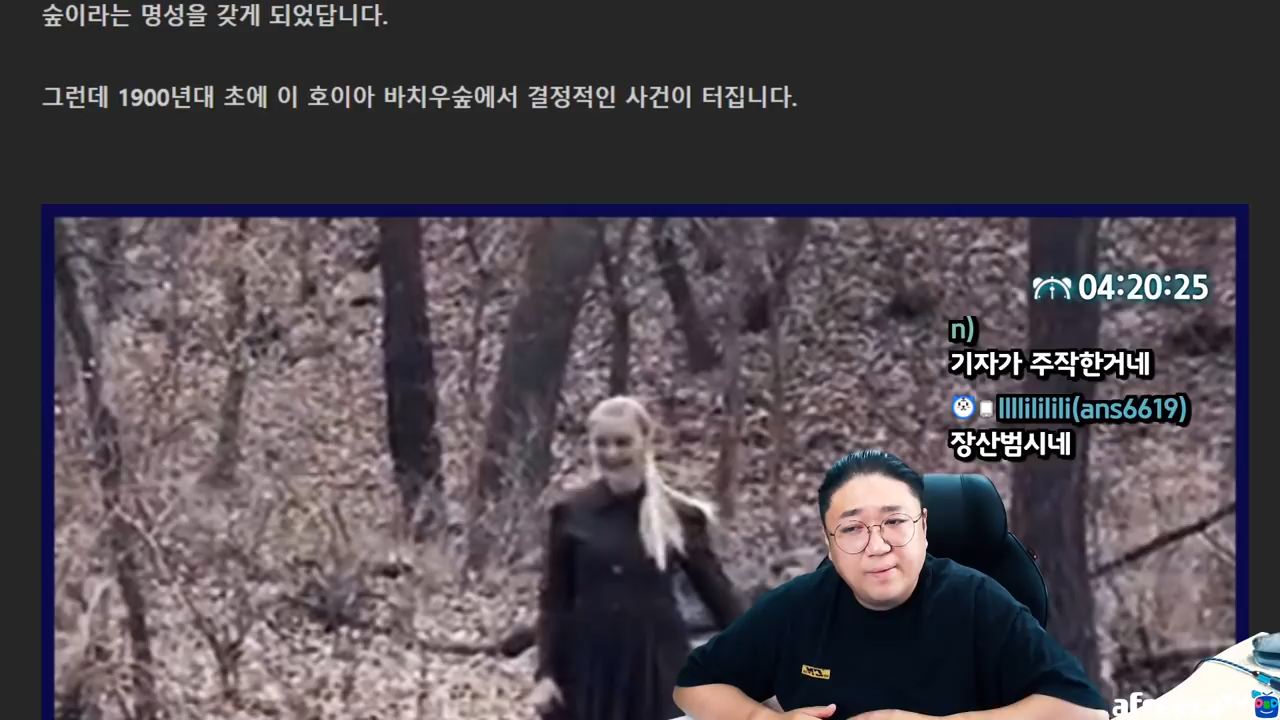 숲이라는 명성을 갖게 되었답니다.
그런데 1900년대 초에 이 호이아 바치우숲에서 결정적인 사건이 터집니다.
04:20:25
n)
기자가 주작한거네
llllilililili(ans6619)
장산범시네